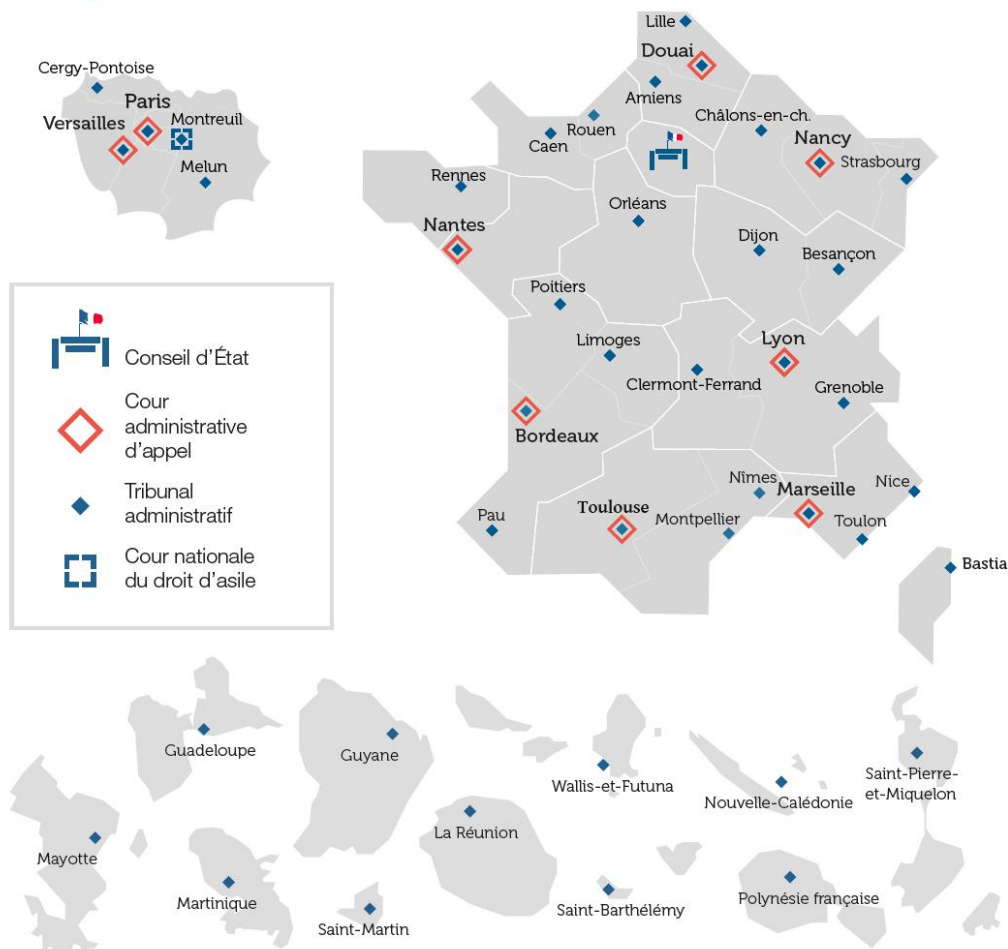 Cergy-Pontoise
Paris
Versailles
Montreuil
Melun
Lille
Douai
Amiens
Rouen
Caen
Châlons-en-ch.
Nancy
Strasbourg
Rennes
Nantes
Orléans
Dijon
Besançon
Poitiers
Limoges
Lyon
Clermont-Ferrand
Grenoble
Bordeaux
Nîmes
Marseille
Nice
Pau
Toulouse
Montpellier
Toulon
Bastia
Conseil d'État
Cour
administrative
d'appel
Tribunal
administratif
Cour nationale
du droit d'asile
Guadeloupe
Guyane
Wallis-et-Futuna
Nouvelle-Calédonie
Saint-Pierre-
et-Miquelon
Mayotte
La Réunion
Martinique
Saint-Martin
Saint-Barthélémy
Polynésie française